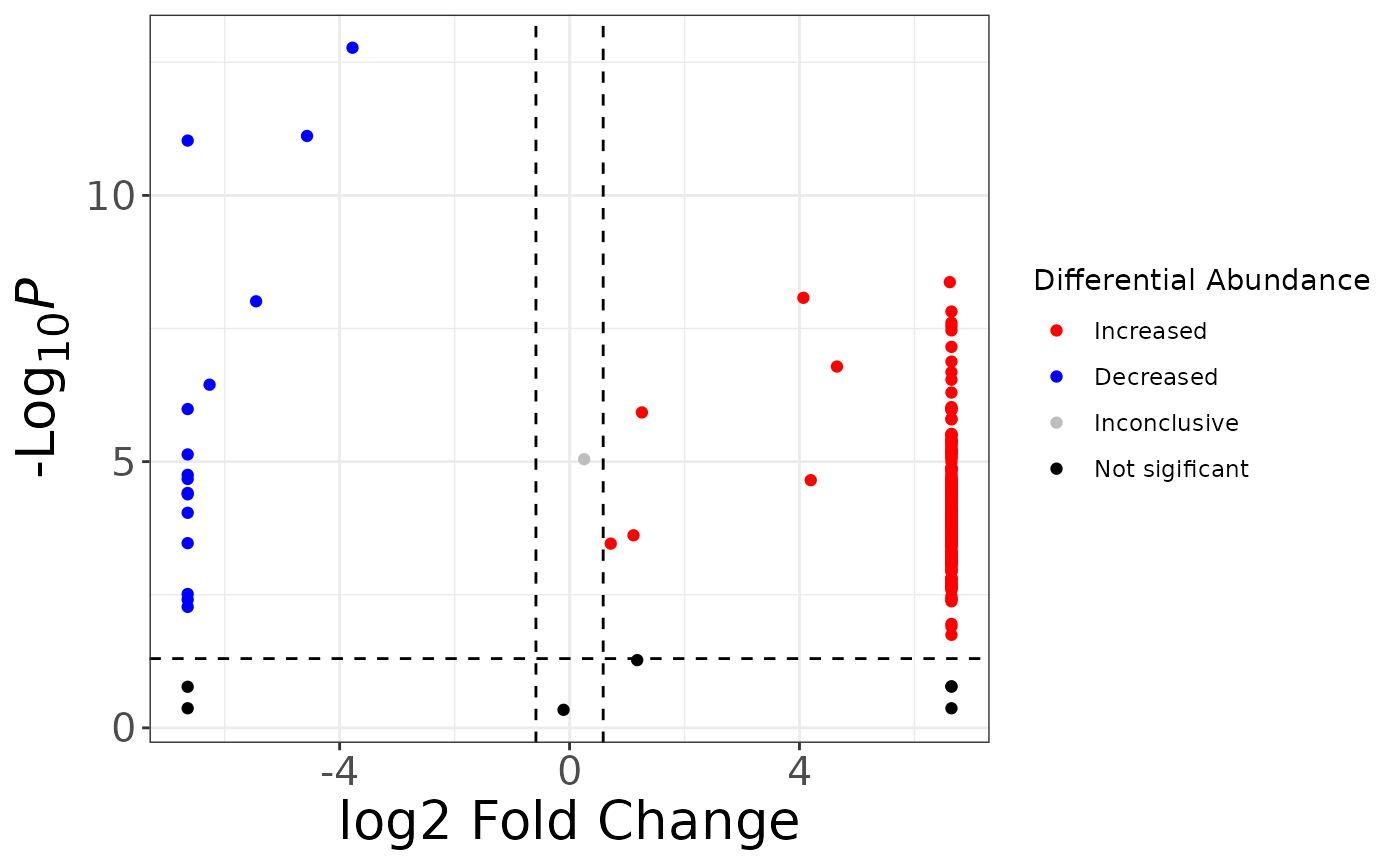 -Log10P
10
5
0
-4
0
4
log2 Fold Change
Differential Abundance
Increased
Decreased
Inconclusive
Not sigificant